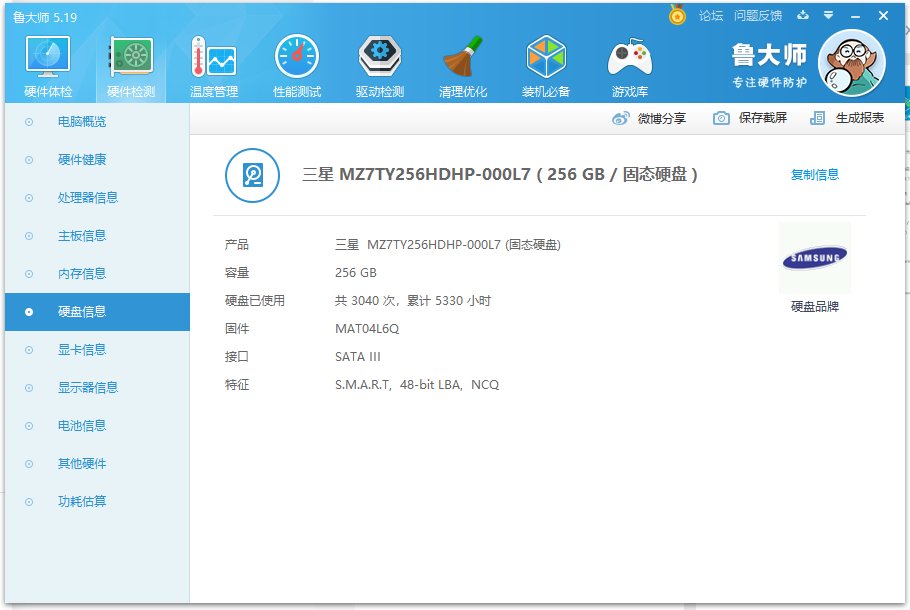 鲁大师 5.19
论坛 问题反馈
硬件体检 硬件检测 温度管理 性能测试 驱动检测 清理优化 装机必备 游戏库
鲁大师
专注硬件防护
微博分享 保存截屏 生成报表
电脑概览
硬件健康
处理器信息
主板信息
内存信息
硬盘信息
显卡信息
显示器信息
电池信息
其他硬件
功耗估算
三星 MZ7TY256HDHP-000L7 ( 256 GB / 固态硬盘 )
复制信息
产品 三星 MZ7TY256HDHP-000L7 (固态硬盘)
容量 256 GB
硬盘已使用 共 3040 次，累计 5330 小时
固件 MAT04L6Q
接口 SATA III
特征 S.M.A.R.T, 48-bit LBA, NCQ
SAMSUNG
硬盘品牌